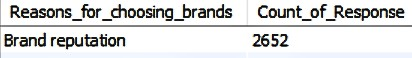 Reasons_for_choosing_brands Count_of_Response
Brand reputation 2652